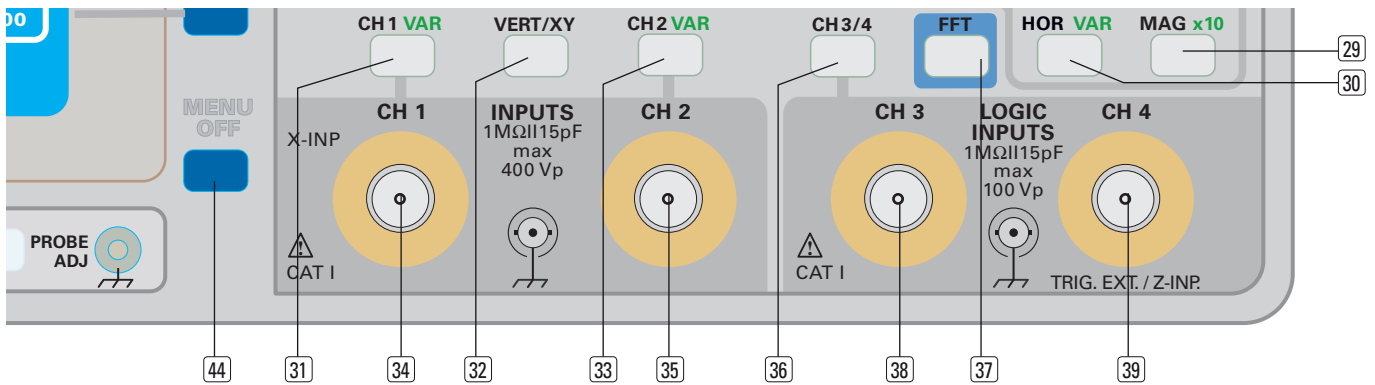 00
CH 1 VAR
VERT/XY
CH 2 VAR
CH 3/4
FFT
HOR VAR
MAG x10
29
30
MENU
OFF
CH 1
INPUTS
1MΩII15pF
max
400 Vp
CH 2
X-INP
CAT I
CH 3
LOGIC
INPUTS
1MΩII15pF
max
100 Vp
CH 4
CAT I
TRIG. EXT. / Z-INP.
PROBE
ADJ
44
31
34
32
33
35
36
38
37
39